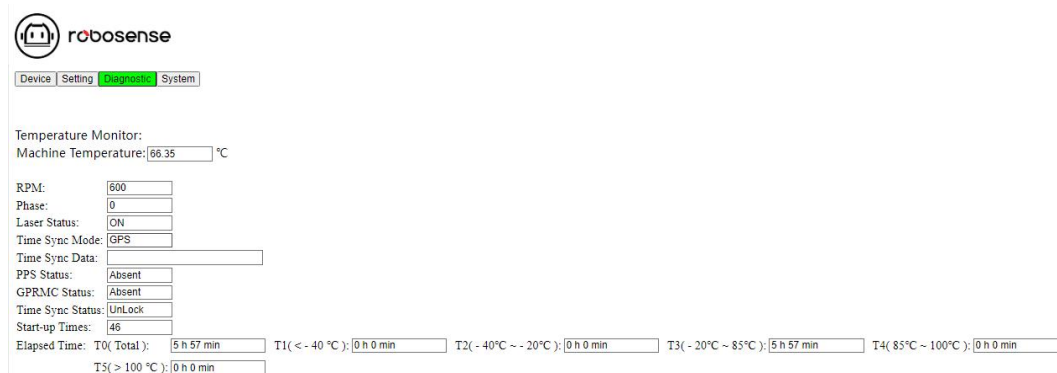 robosense
Device Setting Diagnostic System
Temperature Monitor:
Machine Temperature: 66.35 ℃
RPM: 600
Phase: 0
Laser Status: ON
Time Sync Mode: GPS
Time Sync Data:
PPS Status: Absent
GPRMC Status: Absent
Time Sync Status: UnLock
Start-up Times: 46
Elapsed Time: T0( Total ): 5 h 57 min T1( < - 40 ℃ ): 0 h 0 min T2( - 40℃ ~ - 20℃ ): 0 h 0 min T3( - 20℃ ~ 85℃ ): 5 h 57 min T4( 85℃ ~ 100℃ ): 0 h 0 min
T5( > 100 ℃ ): 0 h 0 min